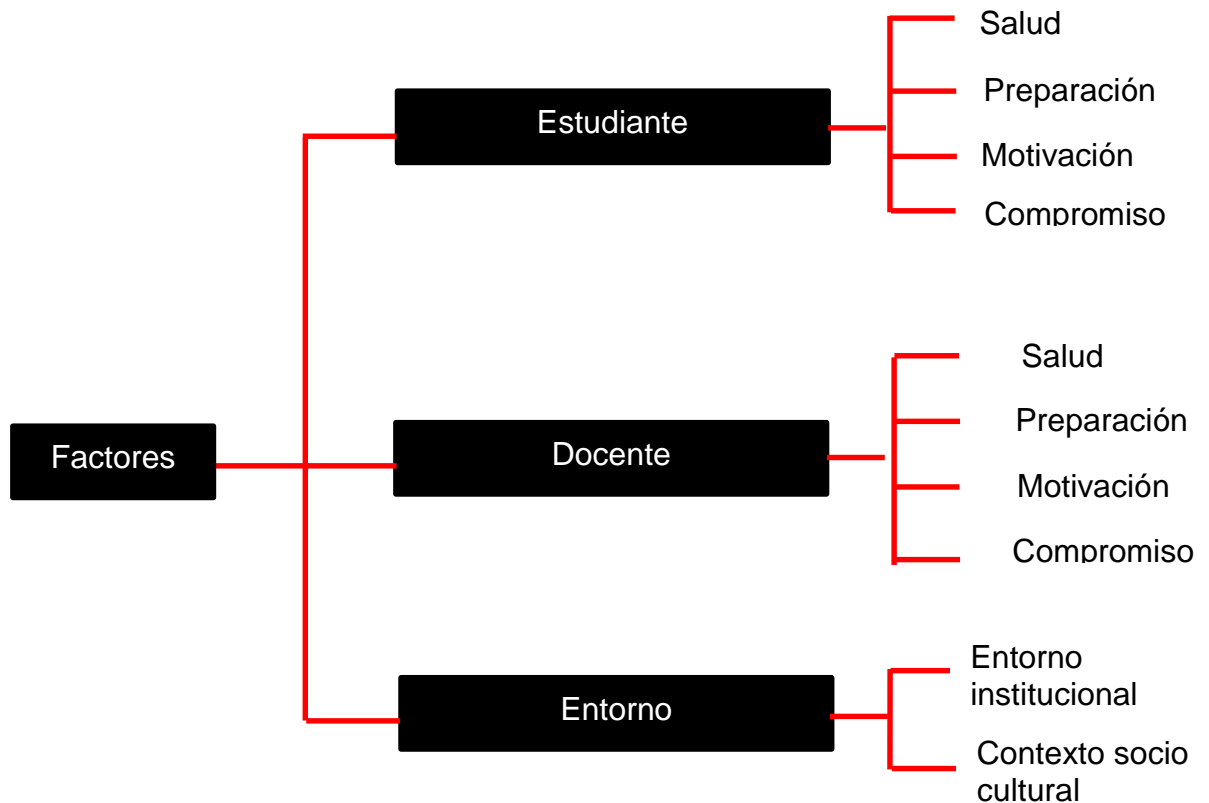 Salud
Preparación
Estudiante
Motivación
Compromiso
Salud
Preparación
Factores
Docente
Motivación
Compromiso
Entorno
institucional
Entorno
Contexto socio
cultural